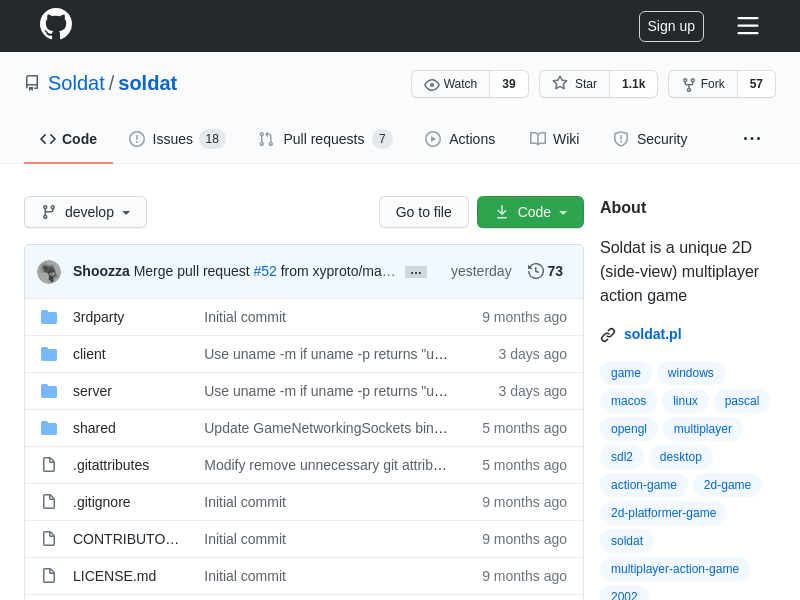 Sign up
Soldat / soldat
Watch 39
Star 1.1k
Fork 57
Code
Issues 18
Pull requests 7
Actions
Wiki
Security
develop
Go to file
Code
Shoozza Merge pull request #52 from xyproto/ma… ... yesterday 73
3rdparty Initial commit 9 months ago
client Use uname -m if uname -p returns "u… 3 days ago
server Use uname -m if uname -p returns "u… 3 days ago
shared Update GameNetworkingSockets bin… 5 months ago
.gitattributes Modify remove unnecessary git attrib… 5 months ago
.gitignore Initial commit 9 months ago
CONTRIBUTO… Initial commit 9 months ago
LICENSE.md Initial commit 9 months ago
About
Soldat is a unique 2D
(side-view) multiplayer
action game
soldat.pl
game windows
macos linux pascal
opengl multiplayer
sdl2 desktop
action-game 2d-game
2d-platformer-game
soldat
multiplayer-action-game
2002